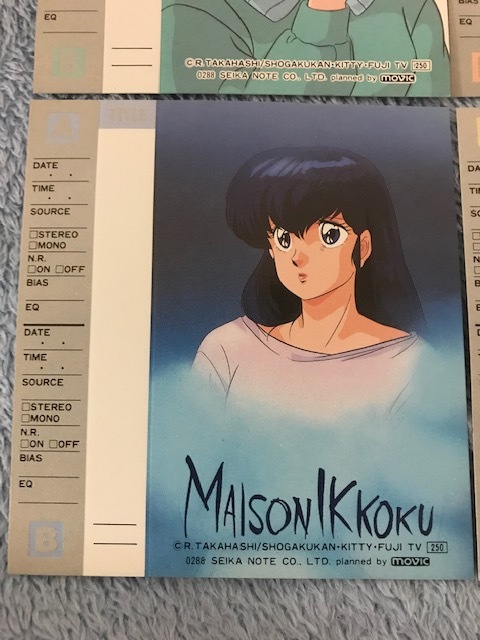 EQ
B
© R. TAKAHASHI/SHOGAKUKAN•KITTY•FUJI TV 250
0288 SEIKA NOTE CO., LTD. planned by movic
A
TITLE
DATE
TIME
SOURCE
□STEREO
□MONO
N.R.
□ON □OFF
BIAS
EQ
DATE
TIME
SOURCE
□STEREO
□MONO
N.R.
□ON □OFF
BIAS
EQ
B
MAISON IKKOKU
© R. TAKAHASHI/SHOGAKUKAN•KITTY•FUJI TV 250
0288 SEIKA NOTE CO., LTD. planned by movic